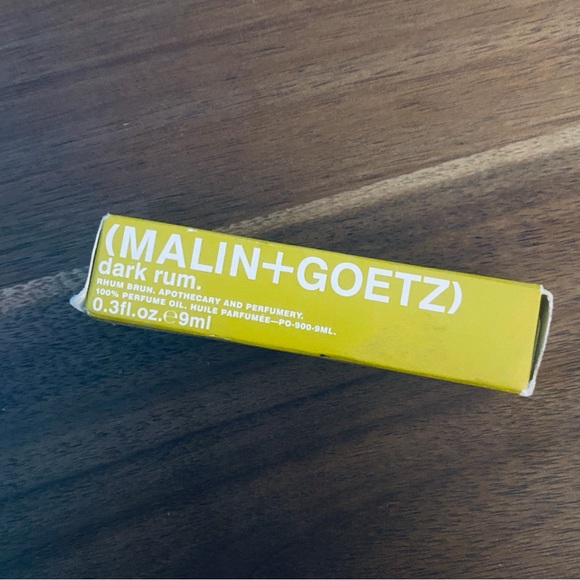 (MALIN+GOETZ)
dark rum.
RHUM BRUN. APOTHECARY AND PERFUMERY.
100% PERFUME OIL. HUILE PARFUMÉE—PO-900-9ML.
0.3fl.oz.℮9ml